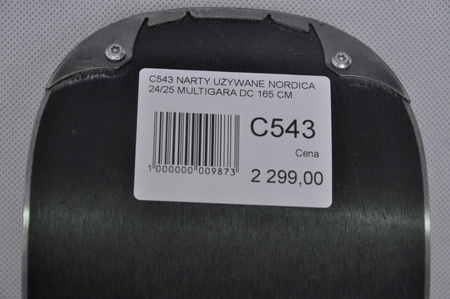 C543 NARTY UŻYWANE NORDICA
24/25 MULTIGARA DC 165 CM
C543
Cena
1 000000 009873
2 299,00